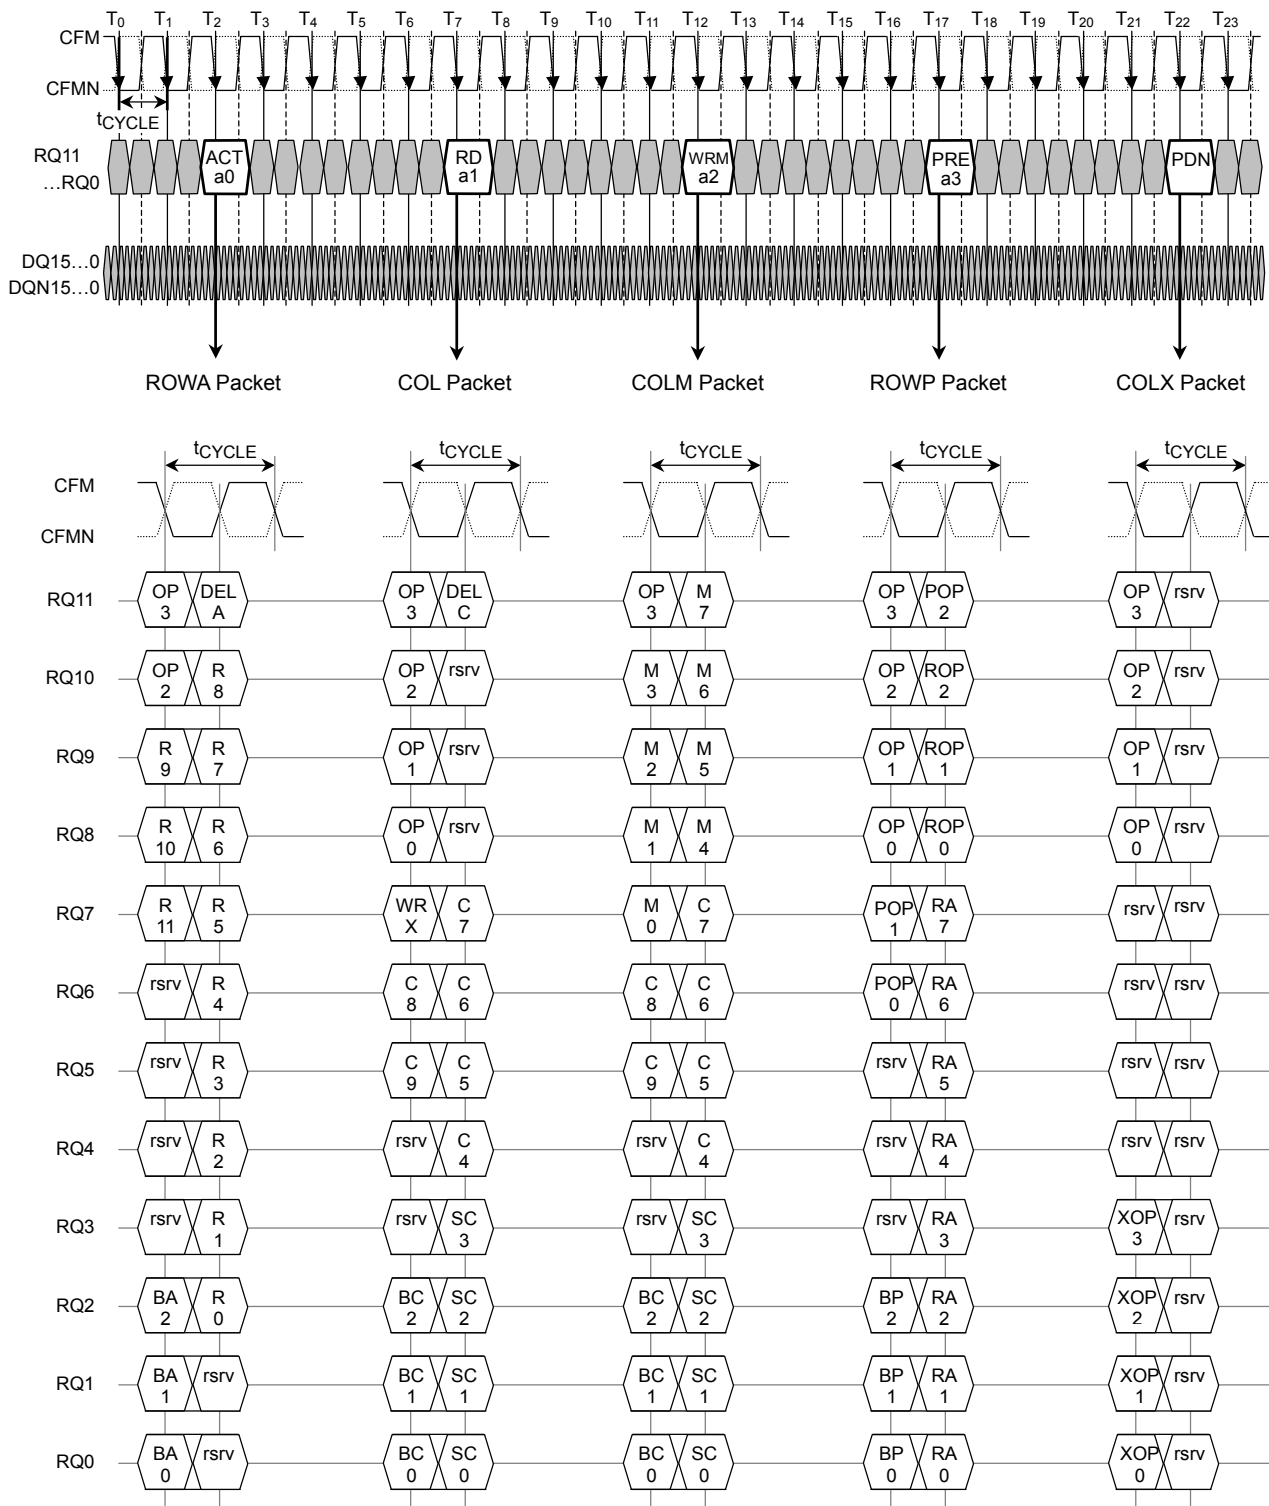 T0 T1 T2 T3 T4 T5 T6 T7 T8 T9 T10 T11 T12 T13 T14 T15 T16 T17 T18 T19 T20 T21 T22 T23
CFM
CFMN
tCYCLE
RQ11 ACT RD WRM PRE PDN
…RQ0 a0 a1 a2 a3
DQ15…0
DQN15…0
ROWA Packet COL Packet COLM Packet ROWP Packet COLX Packet
tCYCLE tCYCLE tCYCLE tCYCLE tCYCLE
CFM
CFMN
RQ11 OP 3 DEL A OP 3 DEL C OP 3 M 7 OP 3 POP 2 OP 3 rsrv
RQ10 OP 2 R 8 OP 2 rsrv M 3 M 6 OP 2 ROP 2 OP 2 rsrv
RQ9 R 9 R 7 OP 1 rsrv M 2 M 5 OP 1 ROP 1 OP 1 rsrv
RQ8 R 10 R 6 OP 0 rsrv M 1 M 4 OP 0 ROP 0 OP 0 rsrv
RQ7 R 11 R 5 WR X C 7 M 0 C 7 POP 1 RA 7 rsrv rsrv
RQ6 rsrv R 4 C 8 C 6 C 8 C 6 POP 0 RA 6 rsrv rsrv
RQ5 rsrv R 3 C 9 C 5 C 9 C 5 rsrv RA 5 rsrv rsrv
RQ4 rsrv R 2 rsrv C 4 rsrv C 4 rsrv RA 4 rsrv rsrv
RQ3 rsrv R 1 rsrv SC 3 rsrv SC 3 rsrv RA 3 XOP 3 rsrv
RQ2 BA 2 R 0 BC 2 SC 2 BC 2 SC 2 BP 2 RA 2 XOP 2 rsrv
RQ1 BA 1 rsrv BC 1 SC 1 BC 1 SC 1 BP 1 RA 1 XOP 1 rsrv
RQ0 BA 0 rsrv BC 0 SC 0 BC 0 SC 0 BP 0 RA 0 XOP 0 rsrv